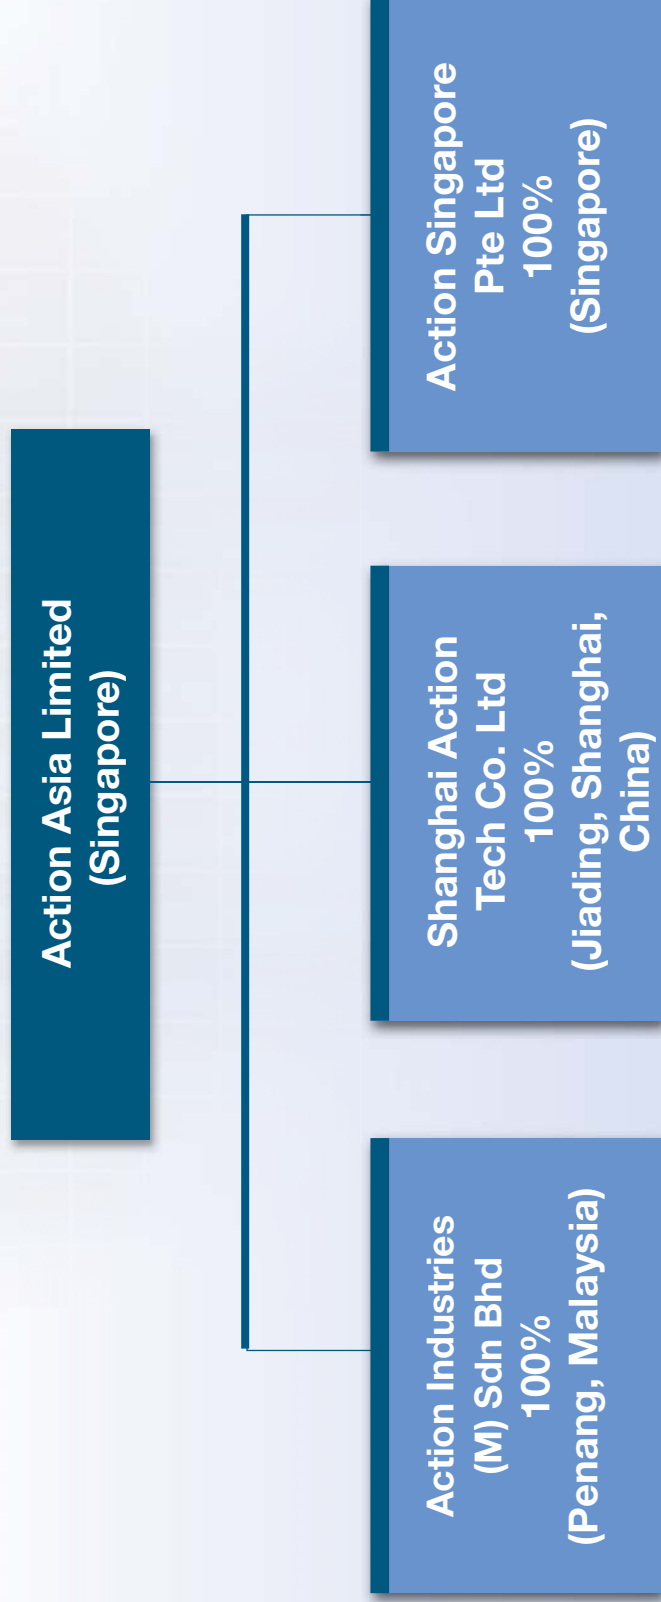 Action Asia Limited
(Singapore)
Action Industries
(M) Sdn Bhd
100%
(Penang, Malaysia)
Shanghai Action
Tech Co. Ltd
100%
(Jiading, Shanghai,
China)
Action Singapore
Pte Ltd
100%
(Singapore)